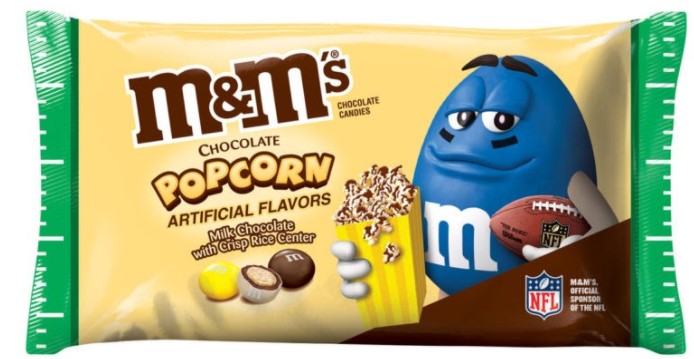 m&m's®
CHOCOLATE
CANDIES
CHOCOLATE
POPCORN
ARTIFICIAL FLAVORS
Milk Chocolate
with Crisp Rice Center
m
m
m
NFL
Wilson
NFL
M&M'S.
OFFICIAL
SPONSOR
OF THE NFL